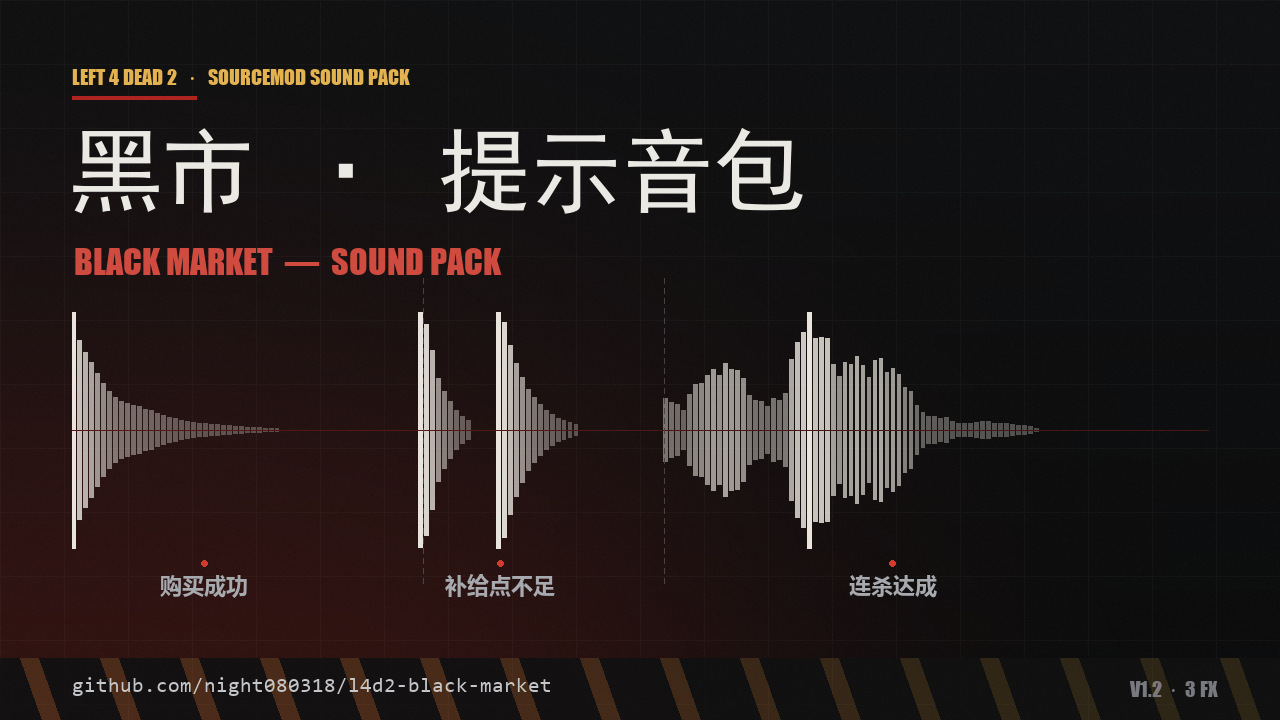 LEFT 4 DEAD 2 · SOURCEMOD SOUND PACK
黑市 · 提示音包
BLACK MARKET — SOUND PACK
购买成功
补给点不足
连杀达成
github.com/night080318/l4d2-black-market
V1.2 · 3 FX